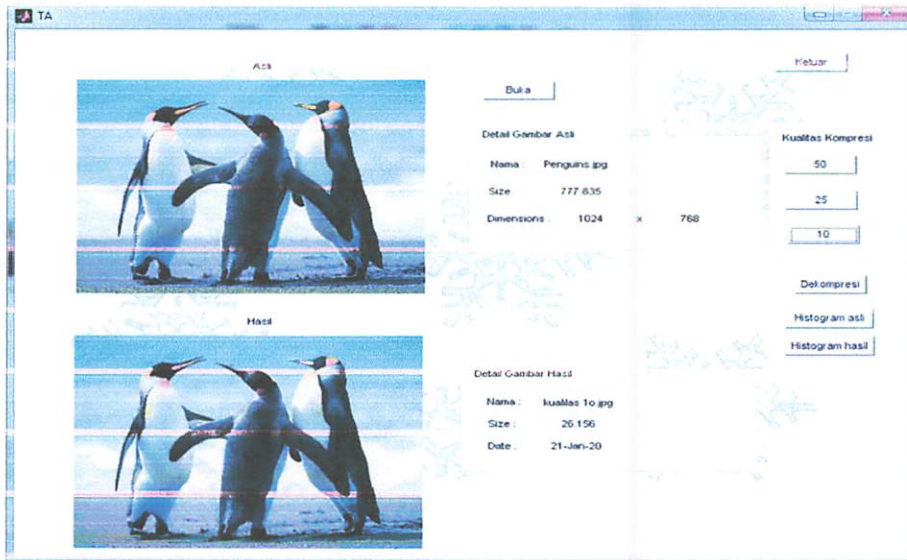 TA
Asli
Keluar
Buka
Detail Gambar Asli
Nama : Penguins.jpg
Size 777.835
Dimensions : 1024 x 768
Kualitas Kompresi
50
25
10
Dekompresi
Histogram asli
Histogram hasil
Hasil
Detail Gambar Hasil
Nama : kualitas 1o.jpg
Size : 26.156
Date : 21-Jan-20